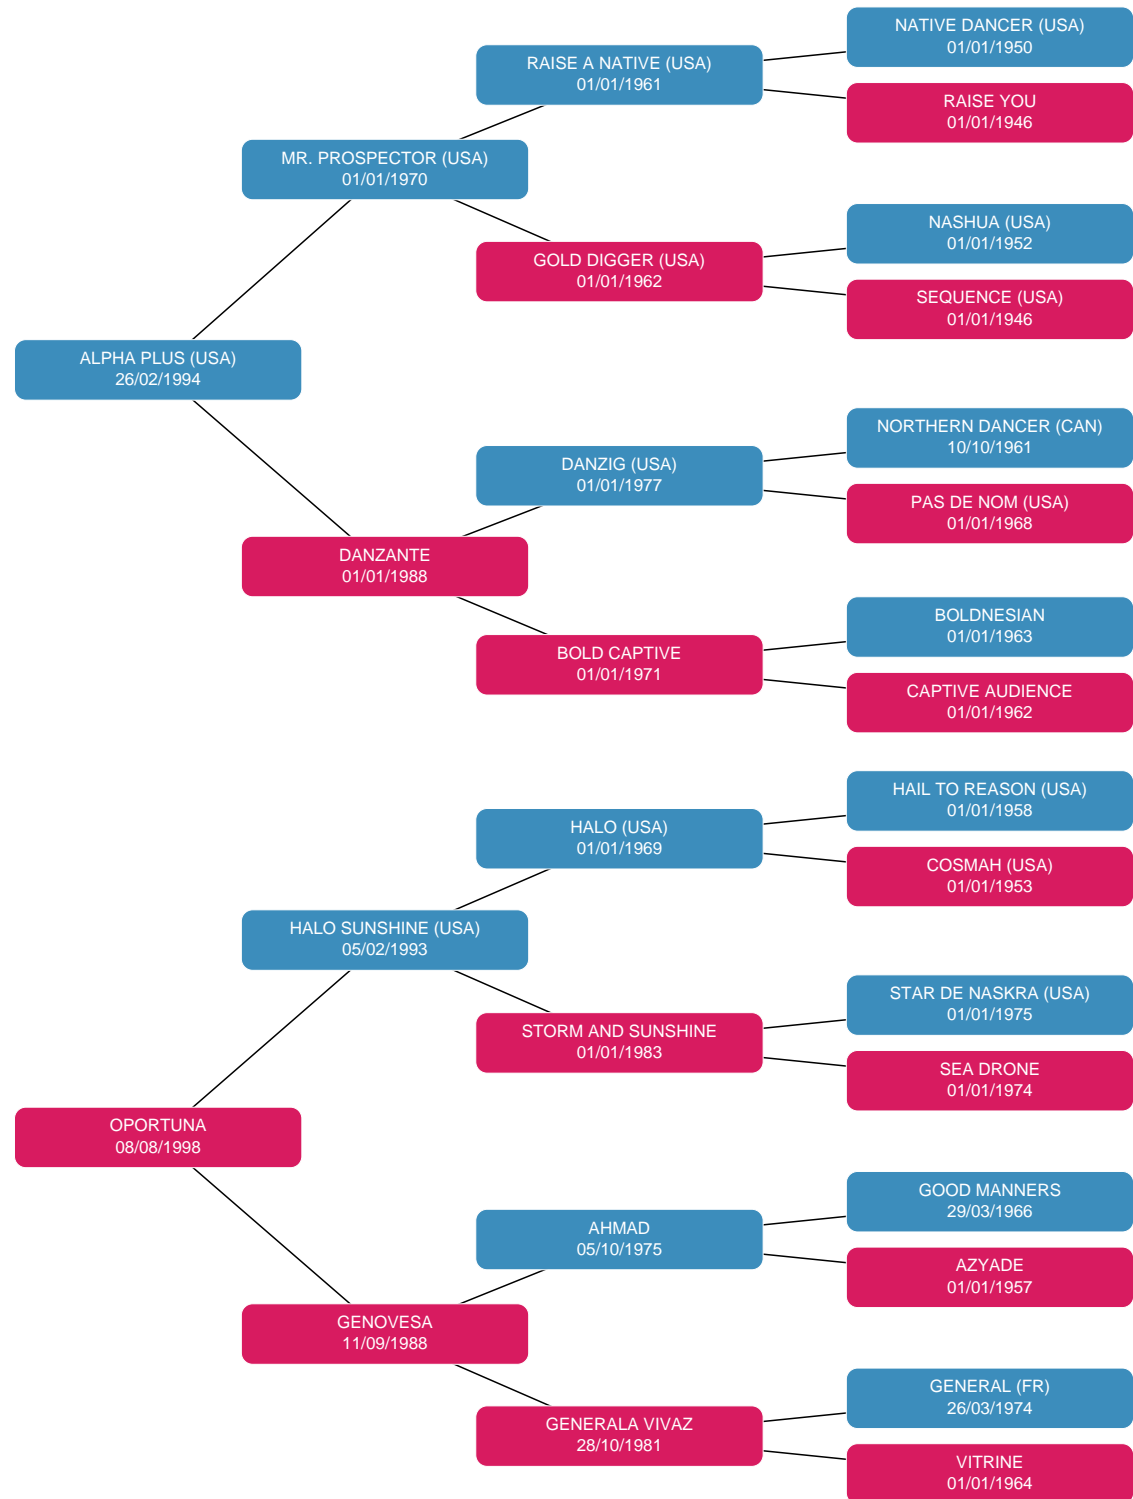 NATIVE DANCER (USA)
01/01/1950
RAISE A NATIVE (USA)
01/01/1961
RAISE YOU
01/01/1946
MR. PROSPECTOR (USA)
01/01/1970
NASHUA (USA)
01/01/1952
GOLD DIGGER (USA)
01/01/1962
SEQUENCE (USA)
01/01/1946
ALPHA PLUS (USA)
26/02/1994
NORTHERN DANCER (CAN)
10/10/1961
DANZIG (USA)
01/01/1977
PAS DE NOM (USA)
01/01/1968
DANZANTE
01/01/1988
BOLDNESIAN
01/01/1963
BOLD CAPTIVE
01/01/1971
CAPTIVE AUDIENCE
01/01/1962
HAIL TO REASON (USA)
01/01/1958
HALO (USA)
01/01/1969
COSMAH (USA)
01/01/1953
HALO SUNSHINE (USA)
05/02/1993
STAR DE NASKRA (USA)
01/01/1975
STORM AND SUNSHINE
01/01/1983
SEA DRONE
01/01/1974
OPORTUNA
08/08/1998
GOOD MANNERS
29/03/1966
AHMAD
05/10/1975
AZYADE
01/01/1957
GENOVESA
11/09/1988
GENERAL (FR)
26/03/1974
GENERALA VIVAZ
28/10/1981
VITRINE
01/01/1964